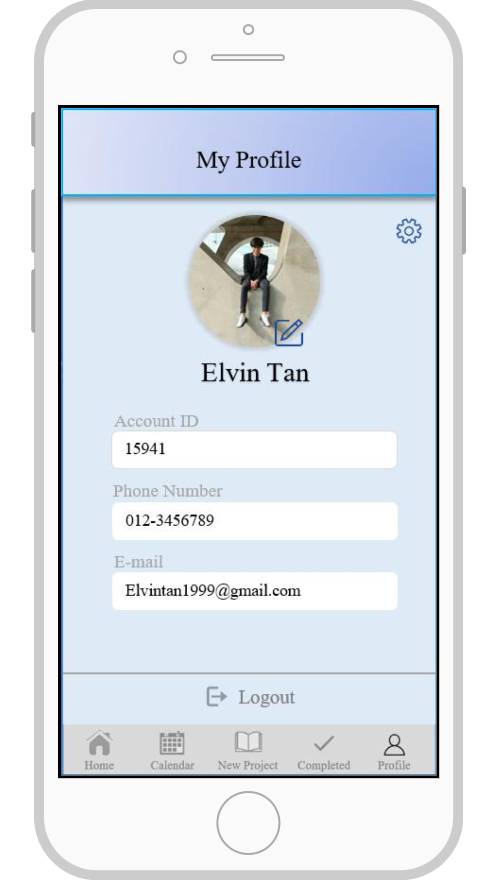 My Profile
Elvin Tan
Account ID
15941
Phone Number
012-3456789
E-mail
Elvintan1999@gmail.com
Logout
Home Calendar New Project Completed Profile